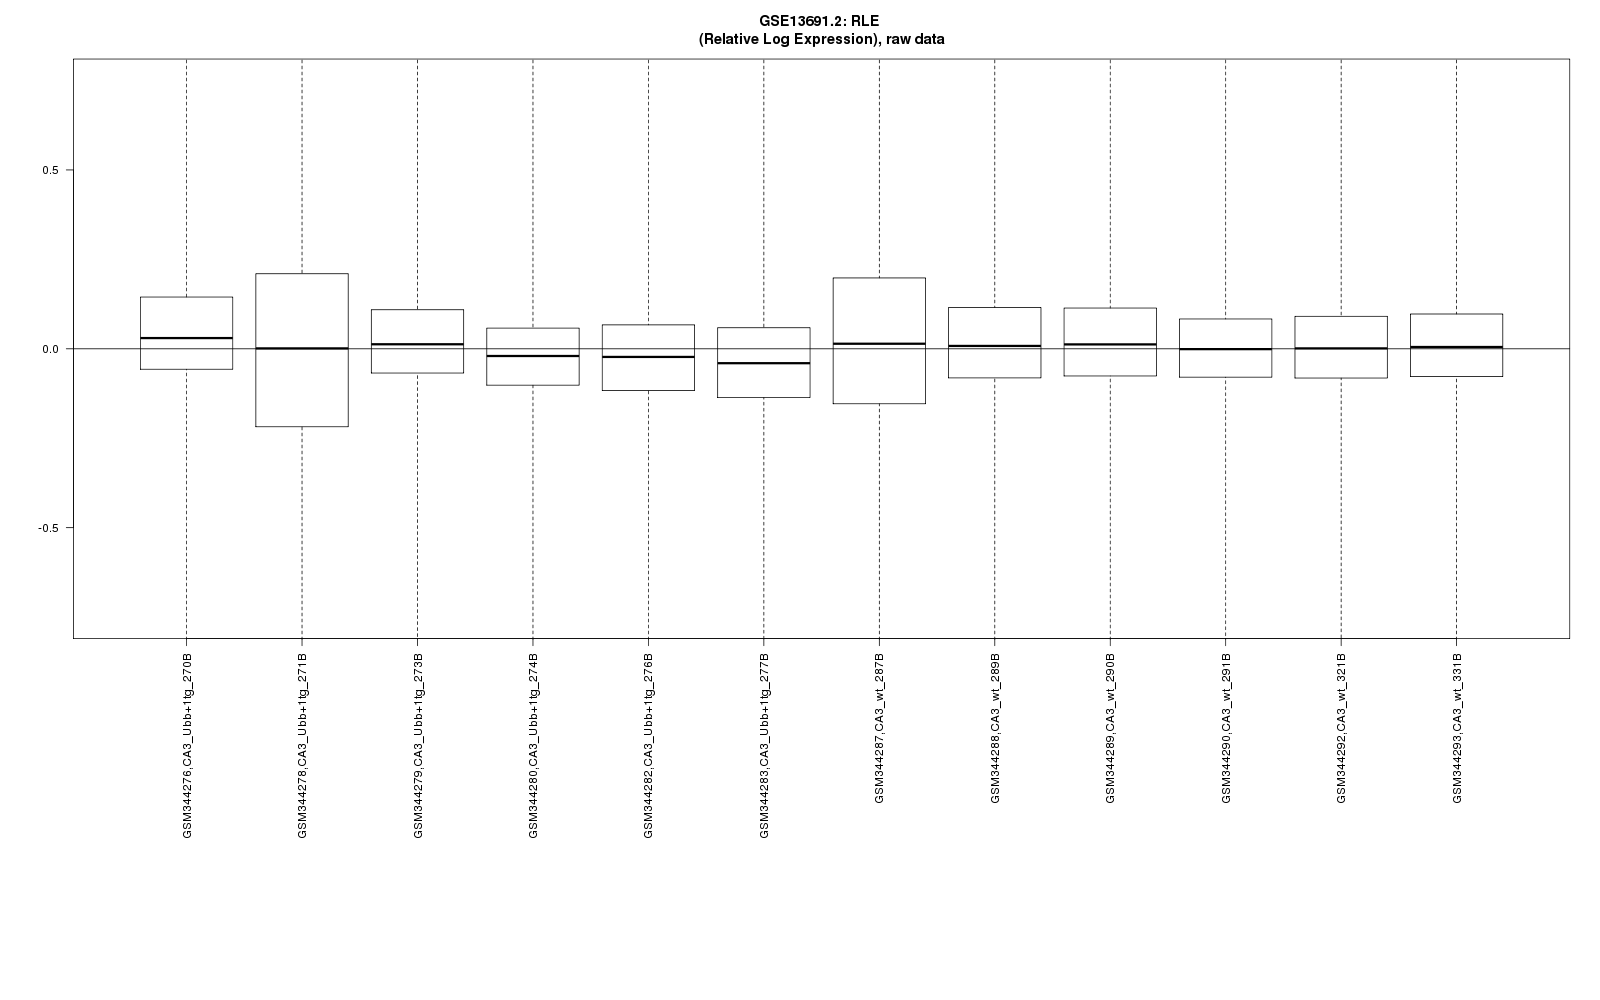 GSE13691.2: RLE
(Relative Log Expression), raw data
0.5
0.0
-0.5
GSM344276,CA3_Ubb+1tg_270B
GSM344278,CA3_Ubb+1tg_271B
GSM344279,CA3_Ubb+1tg_273B
GSM344280,CA3_Ubb+1tg_274B
GSM344282,CA3_Ubb+1tg_276B
GSM344283,CA3_Ubb+1tg_277B
GSM344287,CA3_wt_287B
GSM344288,CA3_wt_289B
GSM344289,CA3_wt_290B
GSM344290,CA3_wt_291B
GSM344292,CA3_wt_321B
GSM344293,CA3_wt_331B